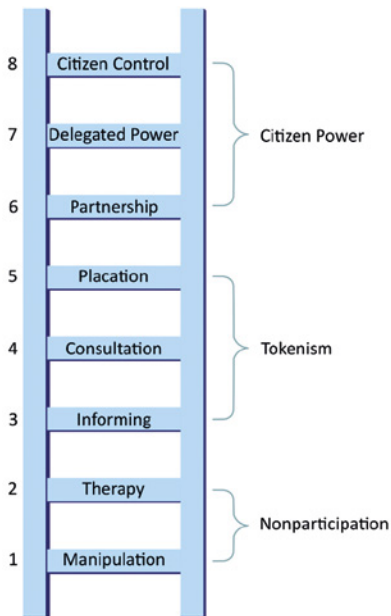 8 Citizen Control
7 Delegated Power
Citizen Power
6 Partnership
5 Placation
4 Consultation
Tokenism
3 Informing
2 Therapy
Nonparticipation
1 Manipulation